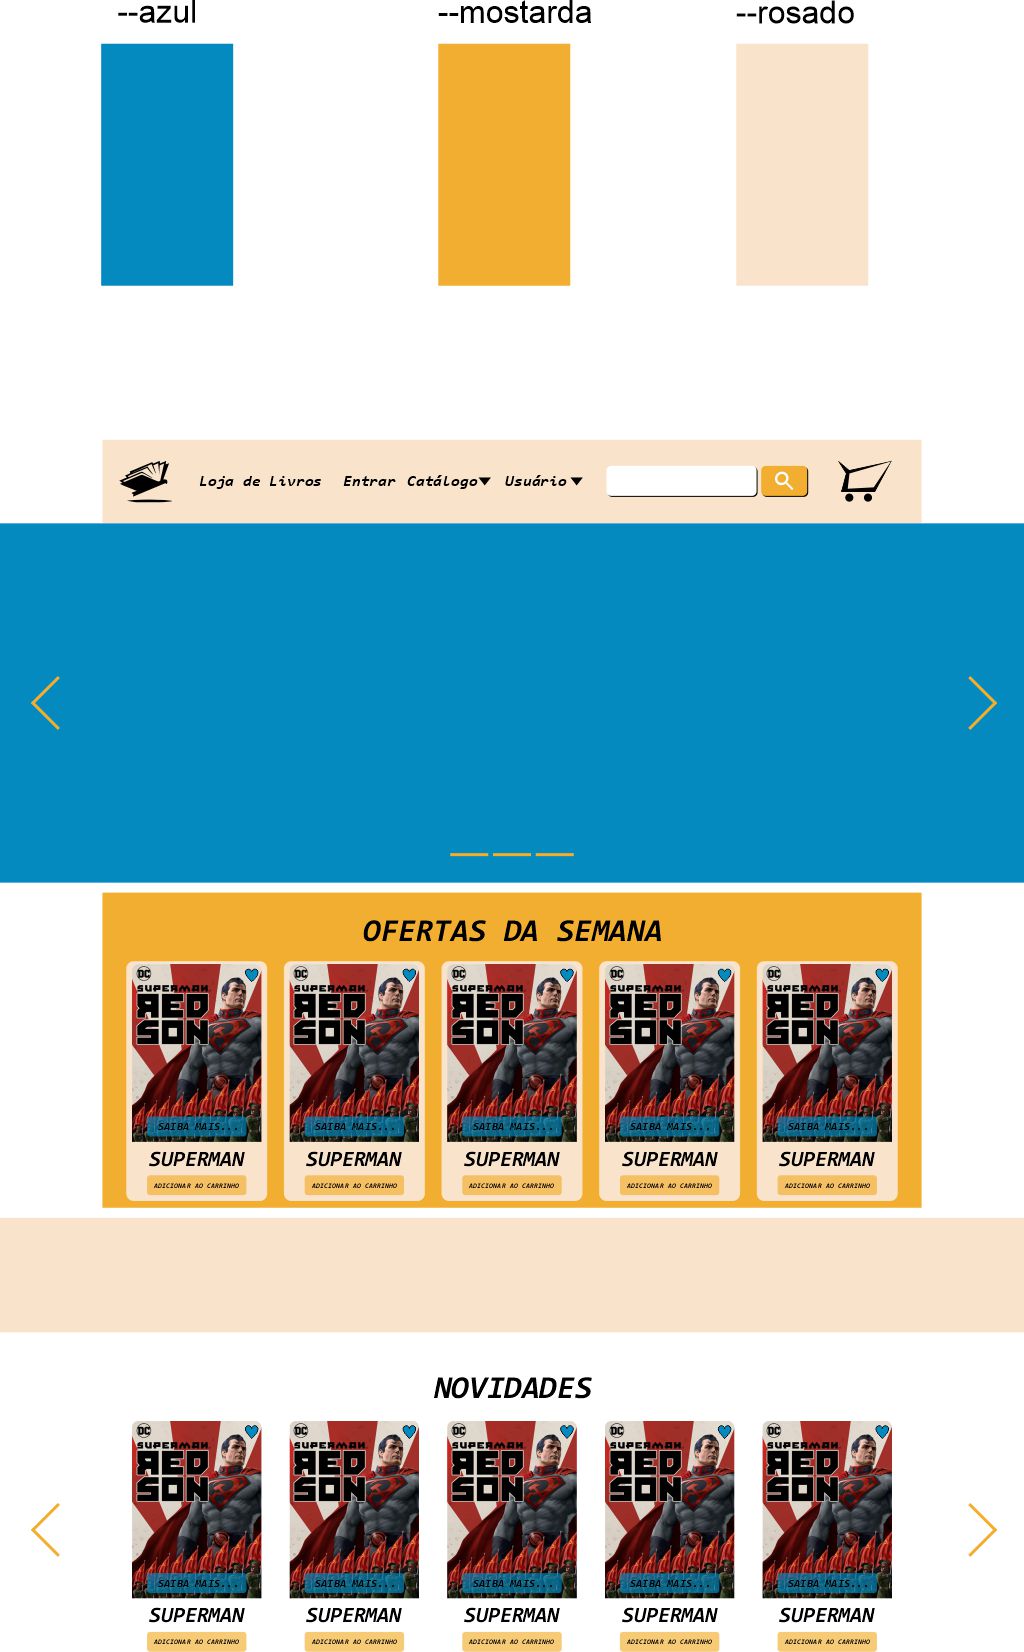 --azul --mostarda --rosado
Loja de Livros Entrar Catálogo Usuário
OFERTAS DA SEMANA
DC DC DC DC DC
SUPERMAN SUPERMAN SUPERMAN SUPERMAN SUPERMAN
RED RED RED RED RED
SON SON SON SON SON
SAIBA MAIS... SAIBA MAIS... SAIBA MAIS... SAIBA MAIS... SAIBA MAIS...
SUPERMAN SUPERMAN SUPERMAN SUPERMAN SUPERMAN
ADICIONAR AO CARRINHO ADICIONAR AO CARRINHO ADICIONAR AO CARRINHO ADICIONAR AO CARRINHO ADICIONAR AO CARRINHO
NOVIDADES
DC DC DC DC DC
SUPERMAN SUPERMAN SUPERMAN SUPERMAN SUPERMAN
RED RED RED RED RED
SON SON SON SON SON
SAIBA MAIS... SAIBA MAIS... SAIBA MAIS... SAIBA MAIS... SAIBA MAIS...
SUPERMAN SUPERMAN SUPERMAN SUPERMAN SUPERMAN
ADICIONAR AO CARRINHO ADICIONAR AO CARRINHO ADICIONAR AO CARRINHO ADICIONAR AO CARRINHO ADICIONAR AO CARRINHO